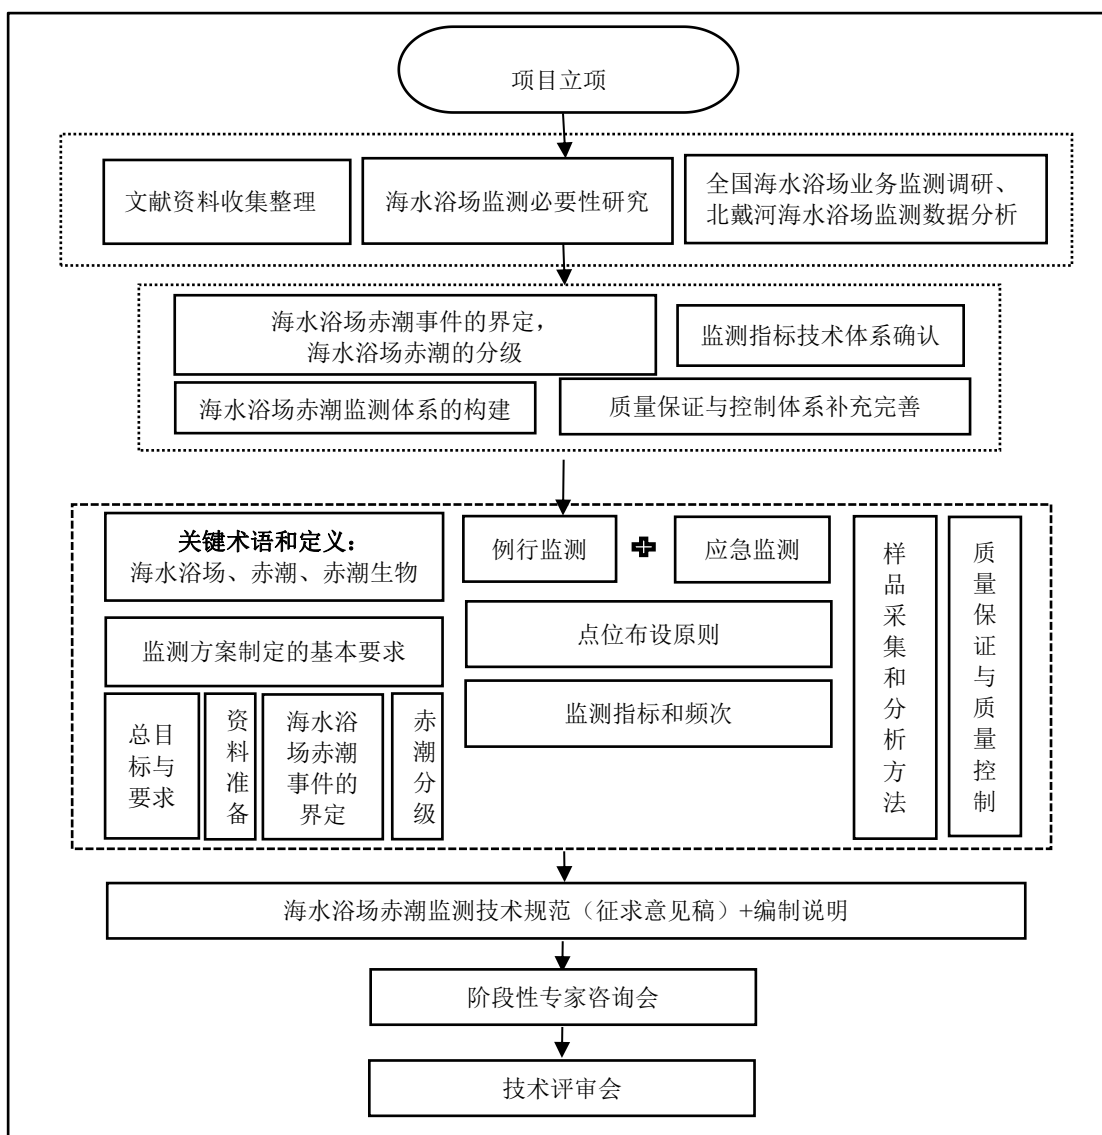 项目立项
文献资料收集整理
海水浴场监测必要性研究
全国海水浴场业务监测调研、
北戴河海水浴场监测数据分析
海水浴场赤潮事件的界定，
海水浴场赤潮的分级
监测指标技术体系确认
海水浴场赤潮监测体系的构建
质量保证与控制体系补充完善
关键术语和定义：
海水浴场、赤潮、赤潮生物
监测方案制定的基本要求
总目
标与
要求
资
料
准
备
海水浴
场赤潮
事件的
界定
赤
潮
分
级
例行监测
应急监测
点位布设原则
监测指标和频次
样
品
采
集
和
分
析
方
法
质
量
保
证
与
质
量
控
制
海水浴场赤潮监测技术规范（征求意见稿）+编制说明
阶段性专家咨询会
技术评审会